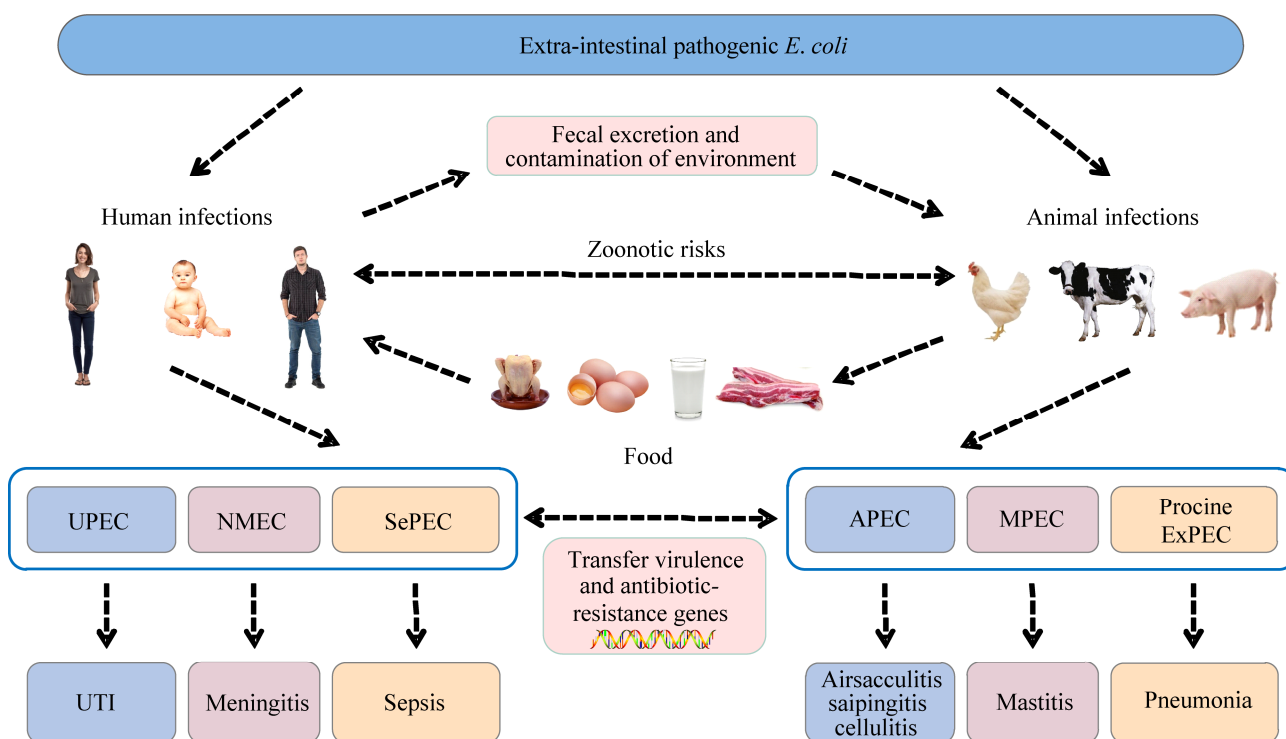 Extra-intestinal pathogenic E. coli
Fecal excretion and
contamination of environment
Human infections
Animal infections
Zoonotic risks
Food
UPEC
NMEC
SePEC
APEC
MPEC
Procine
ExPEC
Transfer virulence
and antibiotic-
resistance genes
UTI
Meningitis
Sepsis
Airsacculitis
saipingitis
cellulitis
Mastitis
Pneumonia